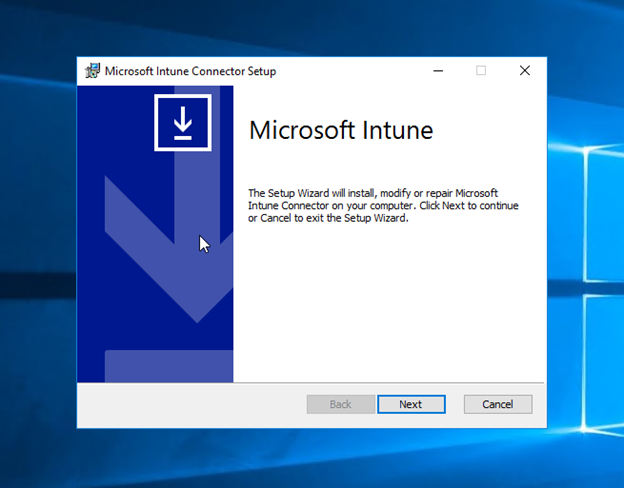 Microsoft Intune Connector Setup
Microsoft Intune
The Setup Wizard will install, modify or repair Microsoft
Intune Connector on your computer. Click Next to continue
or Cancel to exit the Setup Wizard.
Back Next Cancel